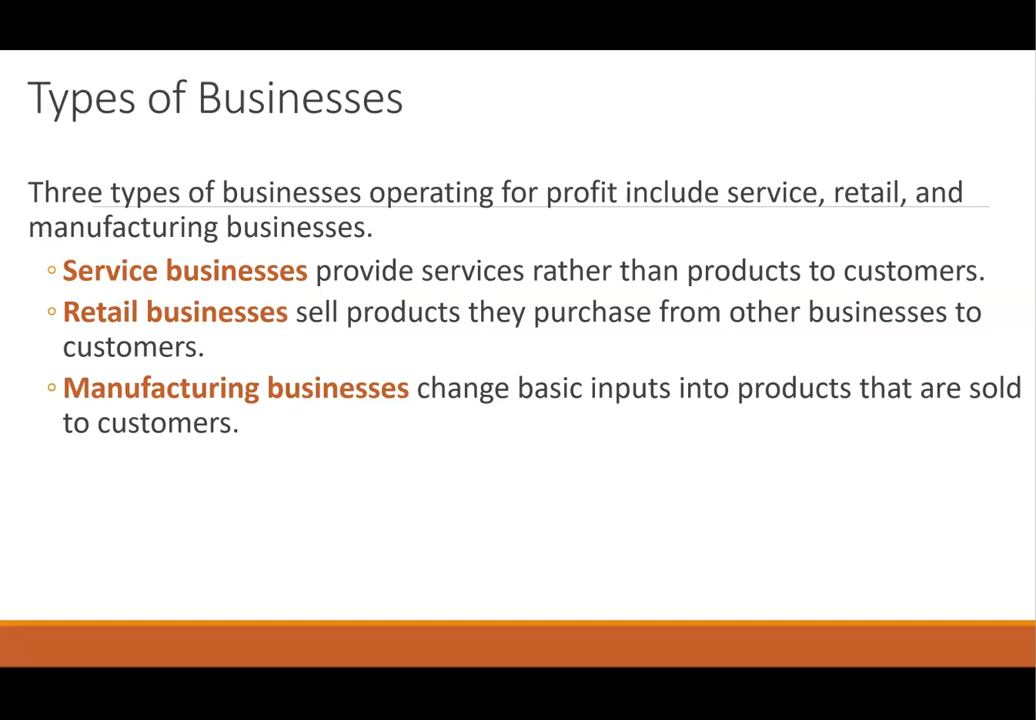 Types of Businesses
Three types of businesses operating for profit include service, retail, and
manufacturing businesses.
◦ Service businesses provide services rather than products to customers.
◦ Retail businesses sell products they purchase from other businesses to
customers.
◦ Manufacturing businesses change basic inputs into products that are sold
to customers.